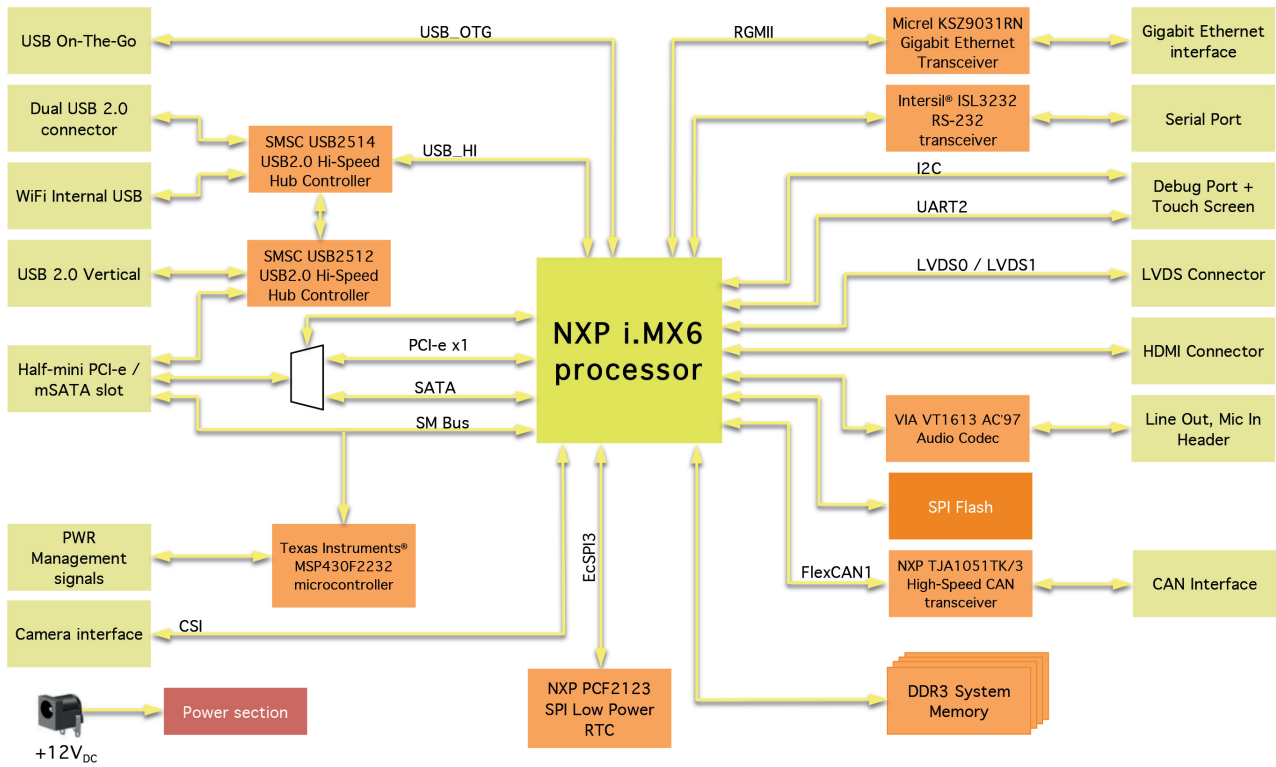 USB On-The-Go
USB_OTG
RGMII
Micrel KSZ9031RN
Gigabit Ethernet
Transceiver
Gigabit Ethernet
interface
Dual USB 2.0
connector
SMSC USB2514
USB2.0 Hi-Speed
Hub Controller
USB_HI
Intersil® ISL3232
RS-232
transceiver
Serial Port
WiFi Internal USB
I2C
UART2
Debug Port +
Touch Screen
USB 2.0 Vertical
SMSC USB2512
USB2.0 Hi-Speed
Hub Controller
LVDS0 / LVDS1
LVDS Connector
NXP i.MX6
processor
HDMI Connector
Half-mini PCI-e /
mSATA slot
PCI-e x1
SATA
SM Bus
VIA VT1613 AC'97
Audio Codec
Line Out, Mic In
Header
SPI Flash
PWR
Management
signals
Texas Instruments®
MSP430F2232
microcontroller
EcSPI3
FlexCAN1
NXP TJA1051TK/3
High-Speed CAN
transceiver
CAN Interface
Camera interface
CSI
NXP PCF2123
SPI Low Power
RTC
DDR3 System
Memory
Power section
+12VDC